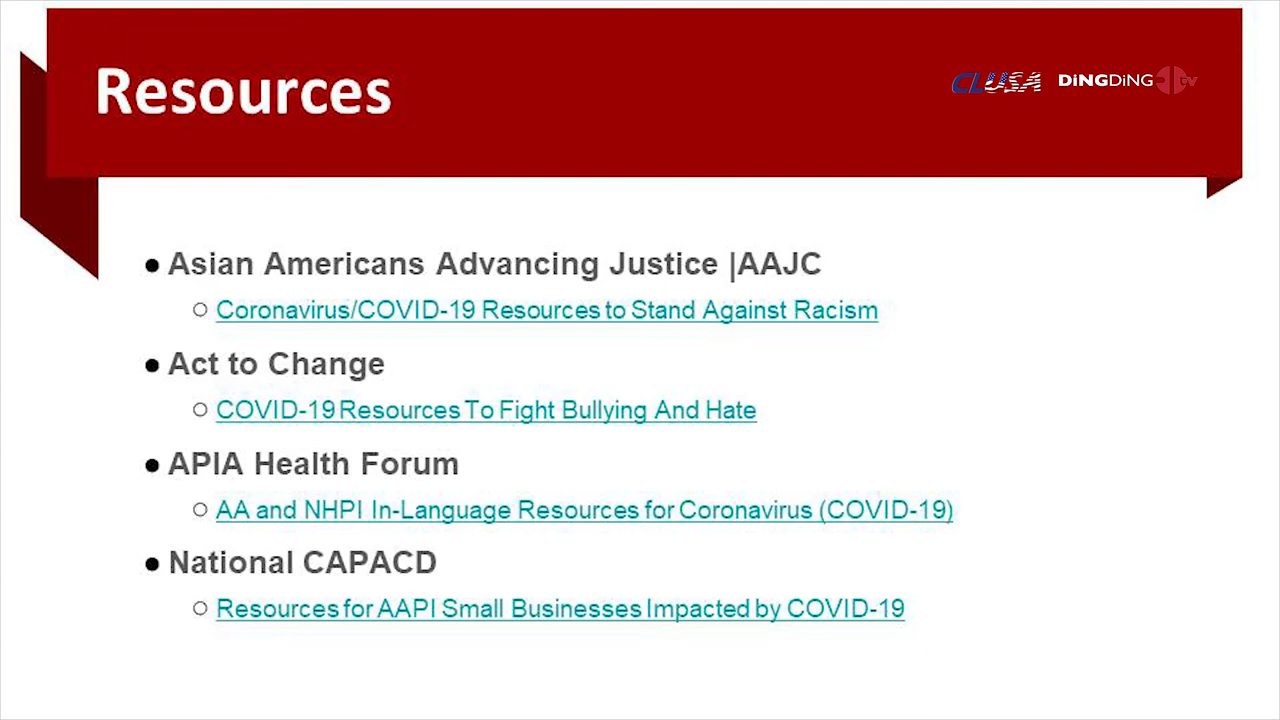 Resources
CLUSA DiNGDiNG TV
● Asian Americans Advancing Justice |AAJC
○ Coronavirus/COVID-19 Resources to Stand Against Racism
● Act to Change
○ COVID-19 Resources To Fight Bullying And Hate
● APIA Health Forum
○ AA and NHPI In-Language Resources for Coronavirus (COVID-19)
● National CAPACD
○ Resources for AAPI Small Businesses Impacted by COVID-19